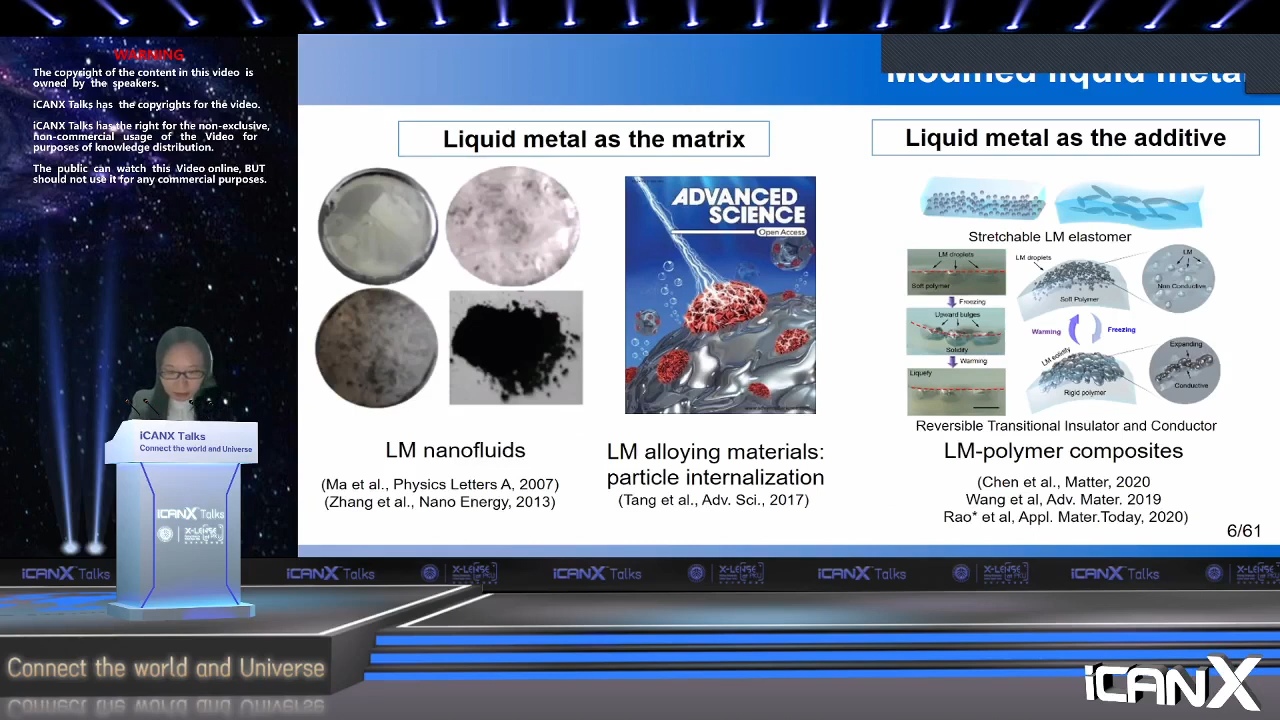 WARNING
The copyright of the content in this video is
owned by the speakers.
iCANX Talks has the copyrights for the video.
iCANX Talks has the right for the non-exclusive,
non-commercial usage of the Video for
purposes of knowledge distribution.
The public can watch this Video online, BUT
should not use it for any commercial purposes.
Modified liquid metal
Liquid metal as the matrix
Liquid metal as the additive
ADVANCED
SCIENCE
Open Access
Stretchable LM elastomer
LM droplets
Soft polymer
Freezing
Upward bulges
Solidify
Warming
Liquefy
LM droplets
Soft Polymer
LM
Non Conductive
Warming
Freezing
LM solidify
Rigid polymer
Expanding
Conductive
Reversible Transitional Insulator and Conductor
LM nanofluids
(Ma et al., Physics Letters A, 2007)
(Zhang et al., Nano Energy, 2013)
LM alloying materials:
particle internalization
(Tang et al., Adv. Sci., 2017)
LM-polymer composites
(Chen et al., Matter, 2020
Wang et al, Adv. Mater. 2019
Rao* et al, Appl. Mater.Today, 2020)
6/61
iCANX Talks
Connect the world and Universe
iCANX Talks
X-LENSE
iCANX Talks
iCANX Talks
X-LENSE
iCANX Talks
X-LENSE
iCANX Talks
X-LENSE
iCANX Talks
X-LENSE
Connect the world and Universe
iCANX